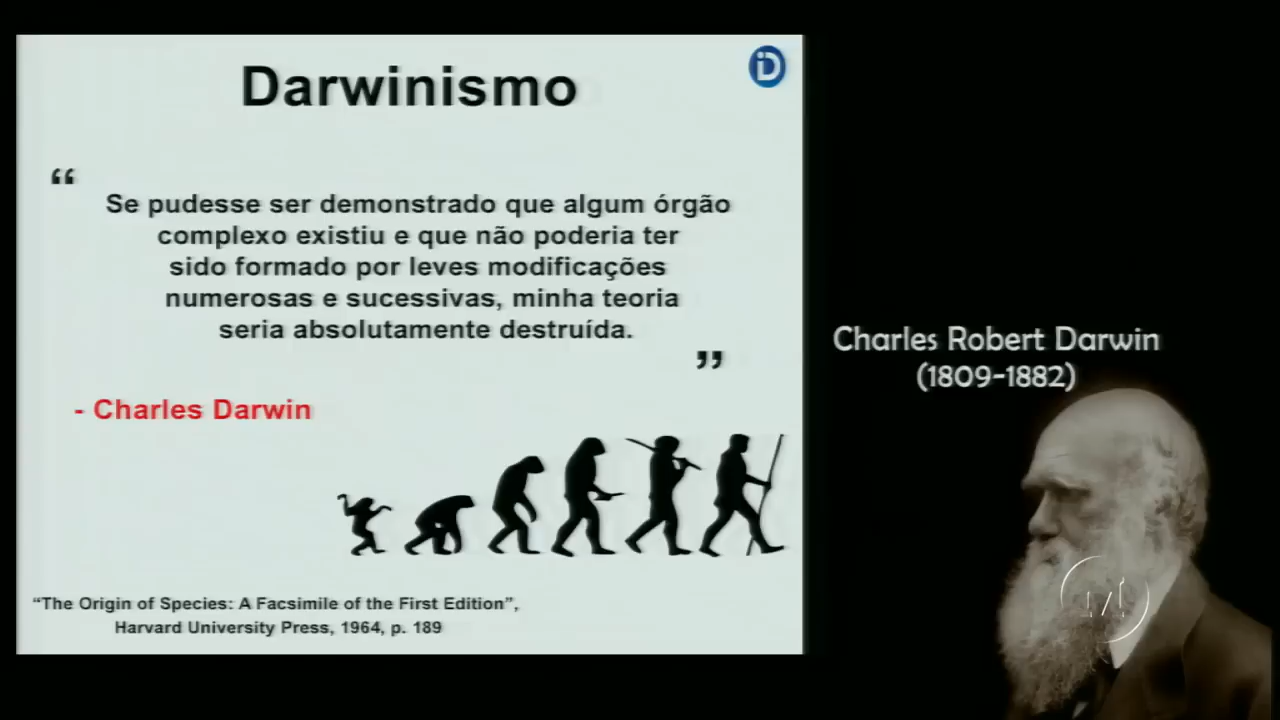 Darwinismo
“
Se pudesse ser demonstrado que algum órgão
complexo existiu e que não poderia ter
sido formado por leves modificações
numerosas e sucessivas, minha teoria
seria absolutamente destruída.
”
- Charles Darwin
“The Origin of Species: A Facsimile of the First Edition”,
Harvard University Press, 1964, p. 189
Charles Robert Darwin
(1809-1882)